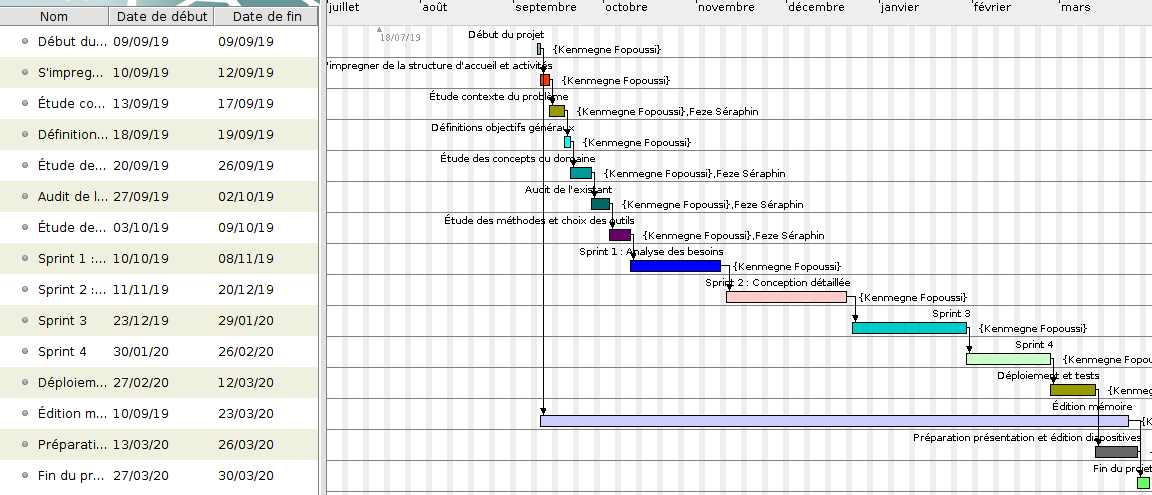 juillet août septembre octobre novembre décembre janvier février mars
Nom Date de début Date de fin
18/07/19
Début du... 09/09/19 09/09/19 Début du projet {Kenmegne Fopoussi}
S'impreg... 10/09/19 12/09/19 'impregner de la structure d'accueil et activités {Kenmegne Fopoussi}
Étude co... 13/09/19 17/09/19 Étude contexte du problème {Kenmegne Fopoussi},Feze Séraphin
Définition... 18/09/19 19/09/19 Définitions objectifs généraux {Kenmegne Fopoussi}
Étude de... 20/09/19 26/09/19 Étude des concepts du domaine {Kenmegne Fopoussi},Feze Séraphin
Audit de l... 27/09/19 02/10/19 Audit de l'existant {Kenmegne Fopoussi},Feze Séraphin
Étude de... 03/10/19 09/10/19 Étude des méthodes et choix des outils {Kenmegne Fopoussi},Feze Séraphin
Sprint 1 :... 10/10/19 08/11/19 Sprint 1 : Analyse des besoins {Kenmegne Fopoussi}
Sprint 2 :... 11/11/19 20/12/19 Sprint 2 : Conception détaillée {Kenmegne Fopoussi}
Sprint 3 23/12/19 29/01/20 Sprint 3 {Kenmegne Fopoussi}
Sprint 4 30/01/20 26/02/20 Sprint 4 {Kenmegne Fopou
Déploiem... 27/02/20 12/03/20 Déploiement et tests {Kenmeg
Édition m... 10/09/19 23/03/20 Édition mémoire {K
Préparati... 13/03/20 26/03/20 Préparation présentation et édition diapositives
Fin du pr... 27/03/20 30/03/20 Fin du projet